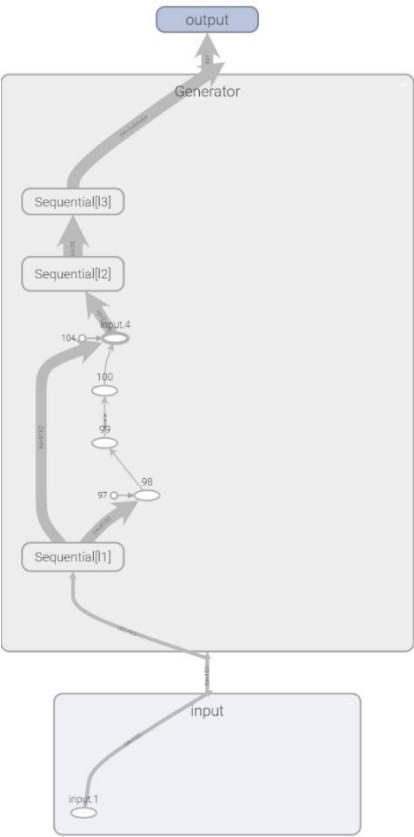 output
Generator
Sequential[l3]
Sequential[l2]
input.4
104
100
99
98
97
Sequential[l1]
input
input.1